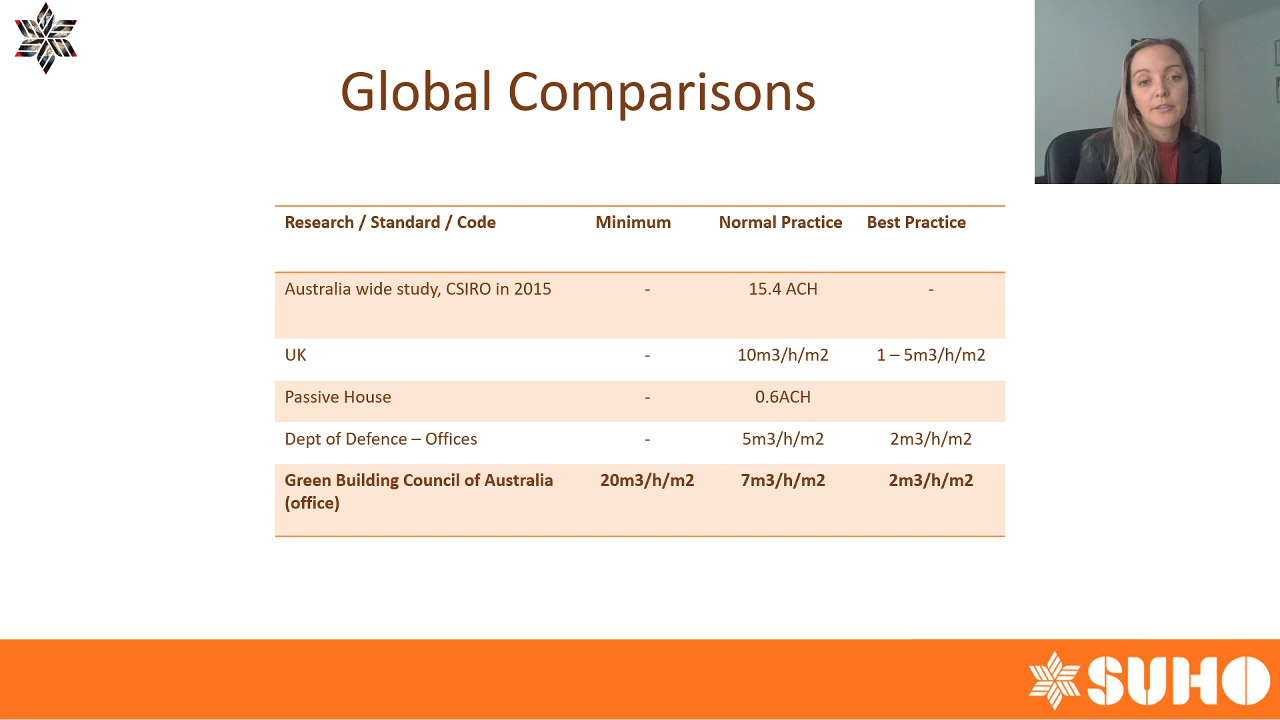 Global Comparisons
Research / Standard / Code Minimum Normal Practice Best Practice
Australia wide study, CSIRO in 2015 - 15.4 ACH -
UK - 10m3/h/m2 1 – 5m3/h/m2
Passive House - 0.6ACH
Dept of Defence – Offices - 5m3/h/m2 2m3/h/m2
Green Building Council of Australia 20m3/h/m2 7m3/h/m2 2m3/h/m2
(office)
SUHO